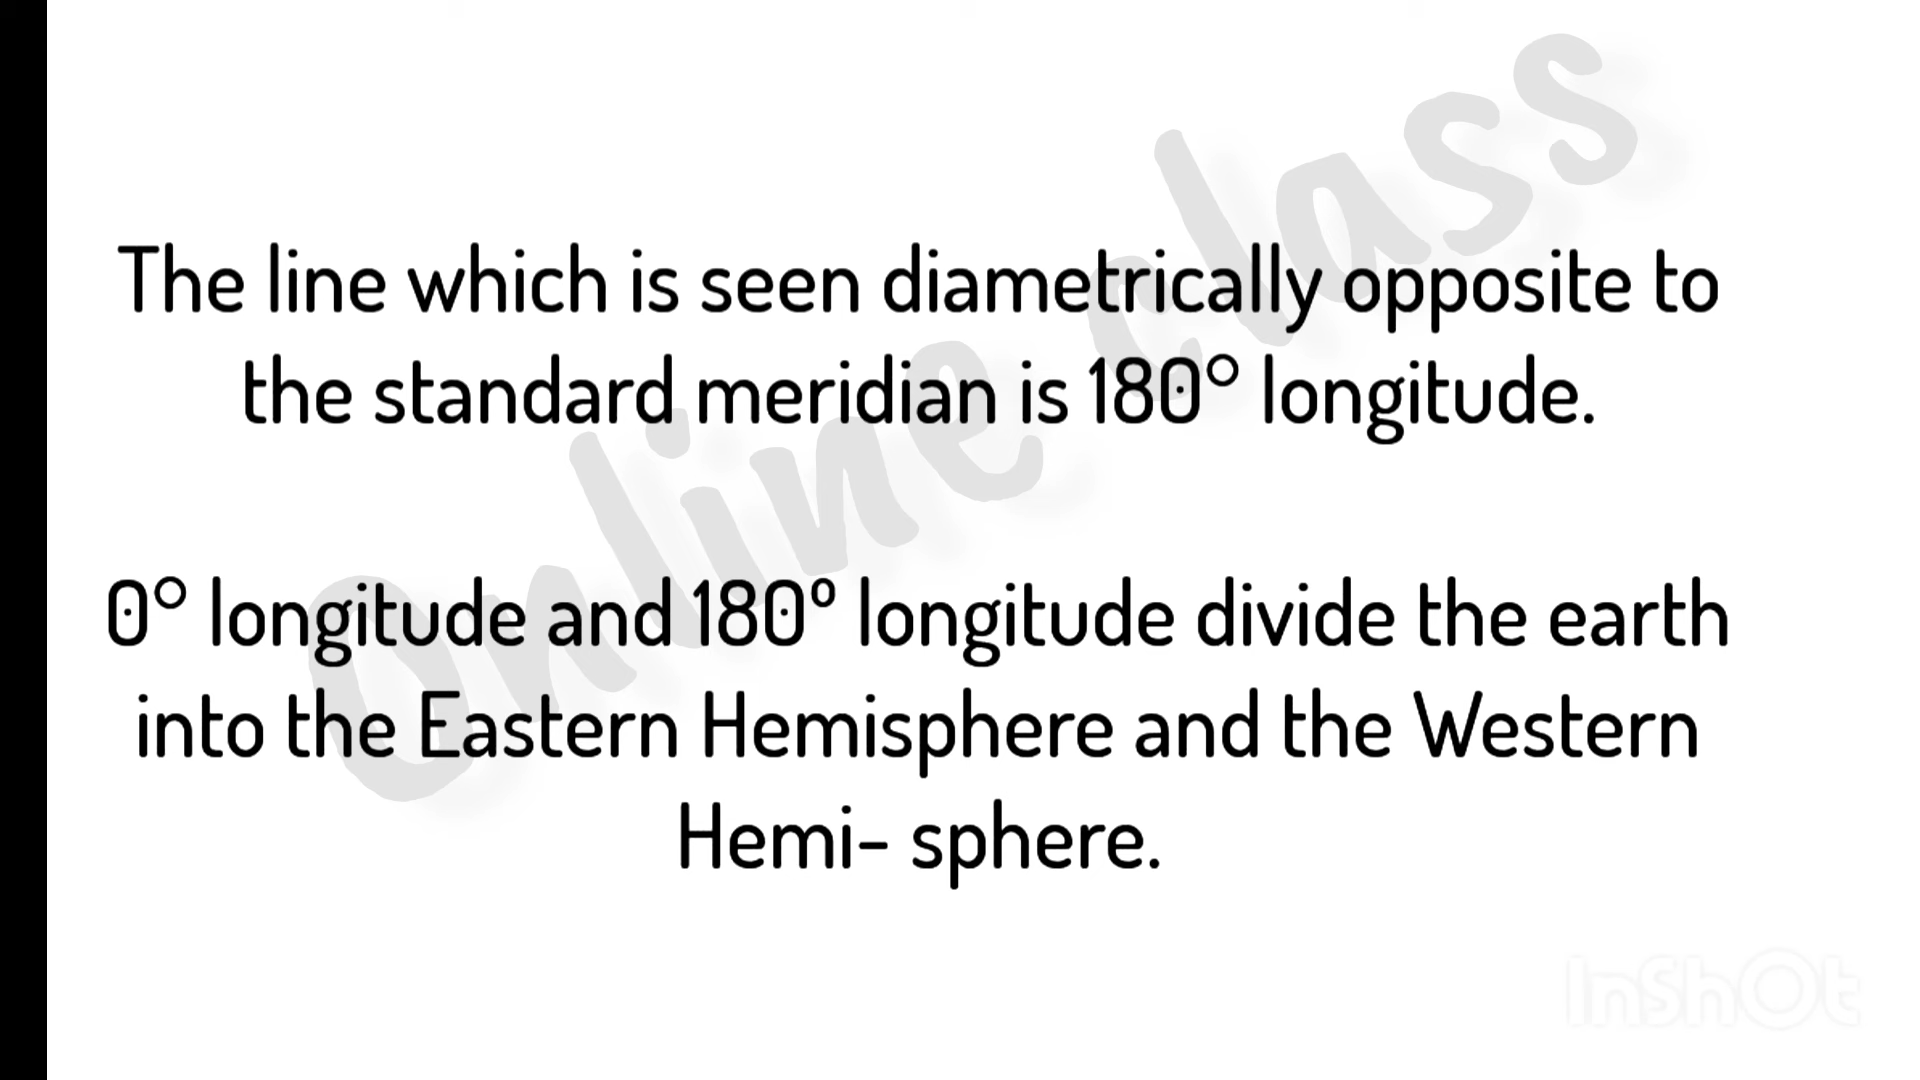 The line which is seen diametrically opposite to
the standard meridian is 180° longitude.
0° longitude and 180º longitude divide the earth
into the Eastern Hemisphere and the Western
Hemi- sphere.
Online class
InShOt